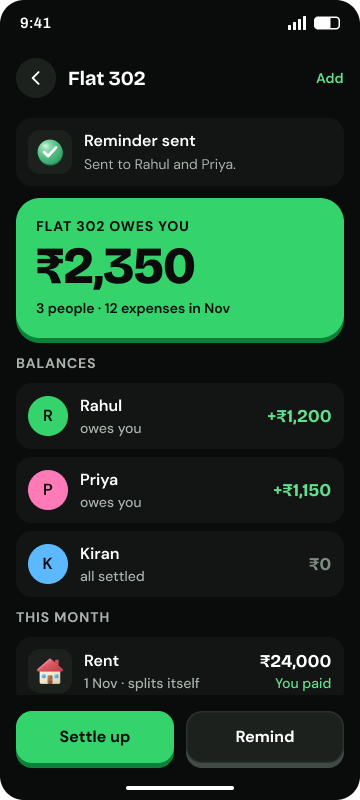 9:41
Flat 302
Add
Reminder sent
Sent to Rahul and Priya.
FLAT 302 OWES YOU
₹2,350
3 people · 12 expenses in Nov
BALANCES
R
Rahul
owes you
+₹1,200
P
Priya
owes you
+₹1,150
K
Kiran
all settled
₹0
THIS MONTH
Rent
₹24,000
1 Nov · splits itself
You paid
Settle up
Remind